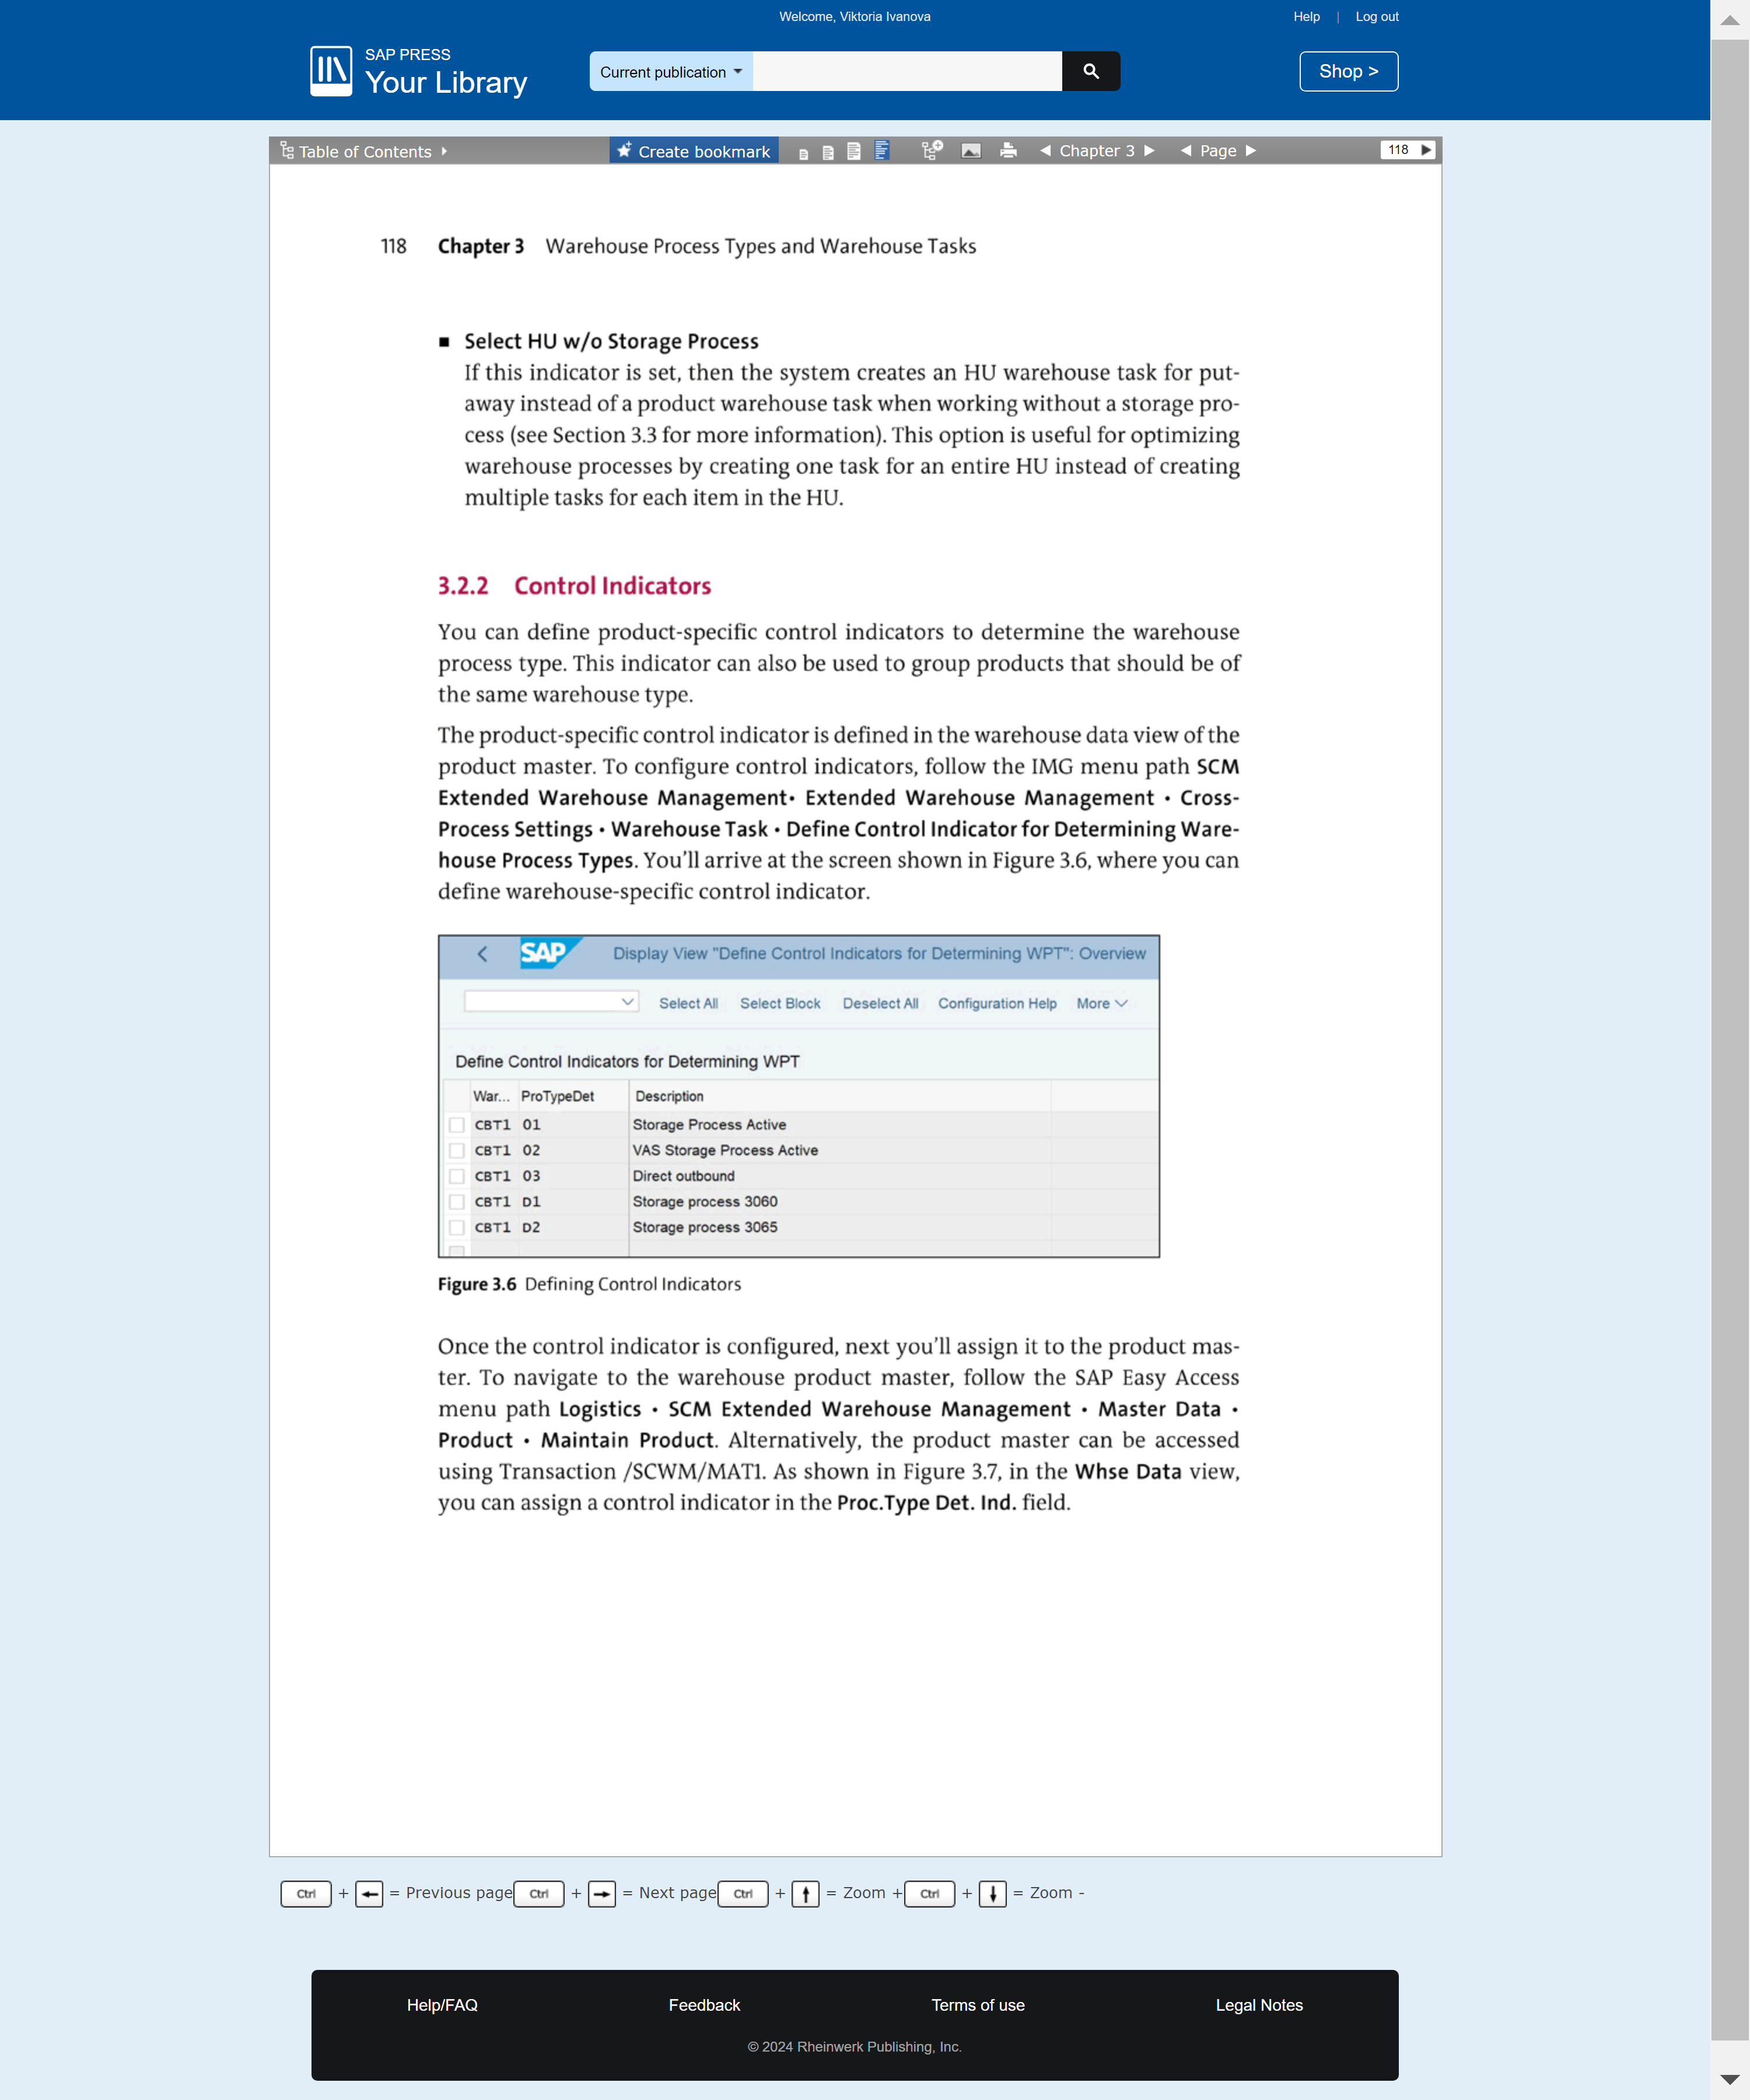 Welcome, Viktoria Ivanova
Help | Log out
SAP PRESS
Your Library
Current publication
Shop >
Table of Contents
Create bookmark
Chapter 3
Page
118
118 Chapter 3 Warehouse Process Types and Warehouse Tasks
■ Select HU w/o Storage Process
If this indicator is set, then the system creates an HU warehouse task for put-
away instead of a product warehouse task when working without a storage pro-
cess (see Section 3.3 for more information). This option is useful for optimizing
warehouse processes by creating one task for an entire HU instead of creating
multiple tasks for each item in the HU.
3.2.2 Control Indicators
You can define product-specific control indicators to determine the warehouse
process type. This indicator can also be used to group products that should be of
the same warehouse type.
The product-specific control indicator is defined in the warehouse data view of the
product master. To configure control indicators, follow the IMG menu path SCM
Extended Warehouse Management• Extended Warehouse Management • Cross-
Process Settings • Warehouse Task • Define Control Indicator for Determining Ware-
house Process Types. You'll arrive at the screen shown in Figure 3.6, where you can
define warehouse-specific control indicator.
SAP Display View "Define Control Indicators for Determining WPT": Overview
Select All Select Block Deselect All Configuration Help More
Define Control Indicators for Determining WPT
War... ProTypeDet Description
CBT1 01 Storage Process Active
CBT1 02 VAS Storage Process Active
CBT1 03 Direct outbound
CBT1 D1 Storage process 3060
CBT1 D2 Storage process 3065
Figure 3.6 Defining Control Indicators
Once the control indicator is configured, next you'll assign it to the product mas-
ter. To navigate to the warehouse product master, follow the SAP Easy Access
menu path Logistics • SCM Extended Warehouse Management • Master Data •
Product • Maintain Product. Alternatively, the product master can be accessed
using Transaction /SCWM/MAT1. As shown in Figure 3.7, in the Whse Data view,
you can assign a control indicator in the Proc.Type Det. Ind. field.
Ctrl + ← = Previous page Ctrl + → = Next page Ctrl + ↑ = Zoom + Ctrl + ↓ = Zoom -
Help/FAQ Feedback Terms of use Legal Notes
© 2024 Rheinwerk Publishing, Inc.